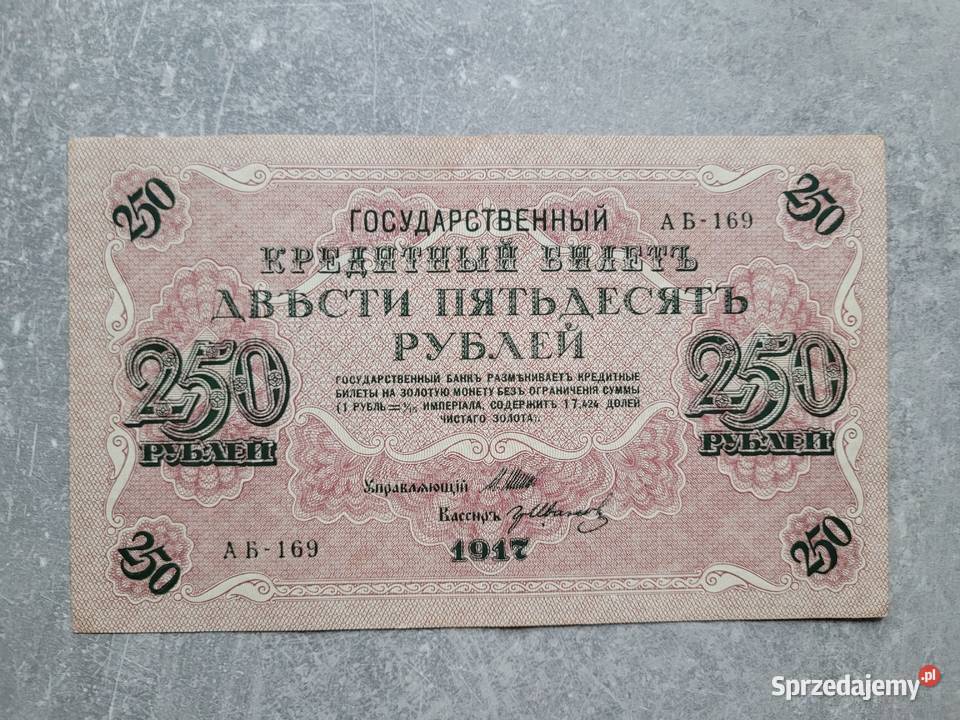 250
250
ГОСУДАРСТВЕННЫЙ
АБ-169
КРЕДИТНЫЙ БИЛЕТЪ
ДВѢСТИ ПЯТЬДЕСЯТЪ
РУБЛЕЙ
250
РУБЛЕЙ
250
РУБЛЕЙ
ГОСУДАРСТВЕННЫЙ БАНКЪ РАЗМѢНИВАЕТЪ КРЕДИТНЫЕ
БИЛЕТЫ НА ЗОЛОТУЮ МОНЕТУ БЕЗЪ ОГРАНИЧЕНІЯ СУММЫ
(1 РУБЛЬ = 1/15 ИМПЕРІАЛА, СОДЕРЖИТЪ 17,424 ДОЛЕЙ
ЧИСТАГО ЗОЛОТА).
Управляющій
Кассиръ
250
АБ-169
1917
250
Sprzedajemy.pl